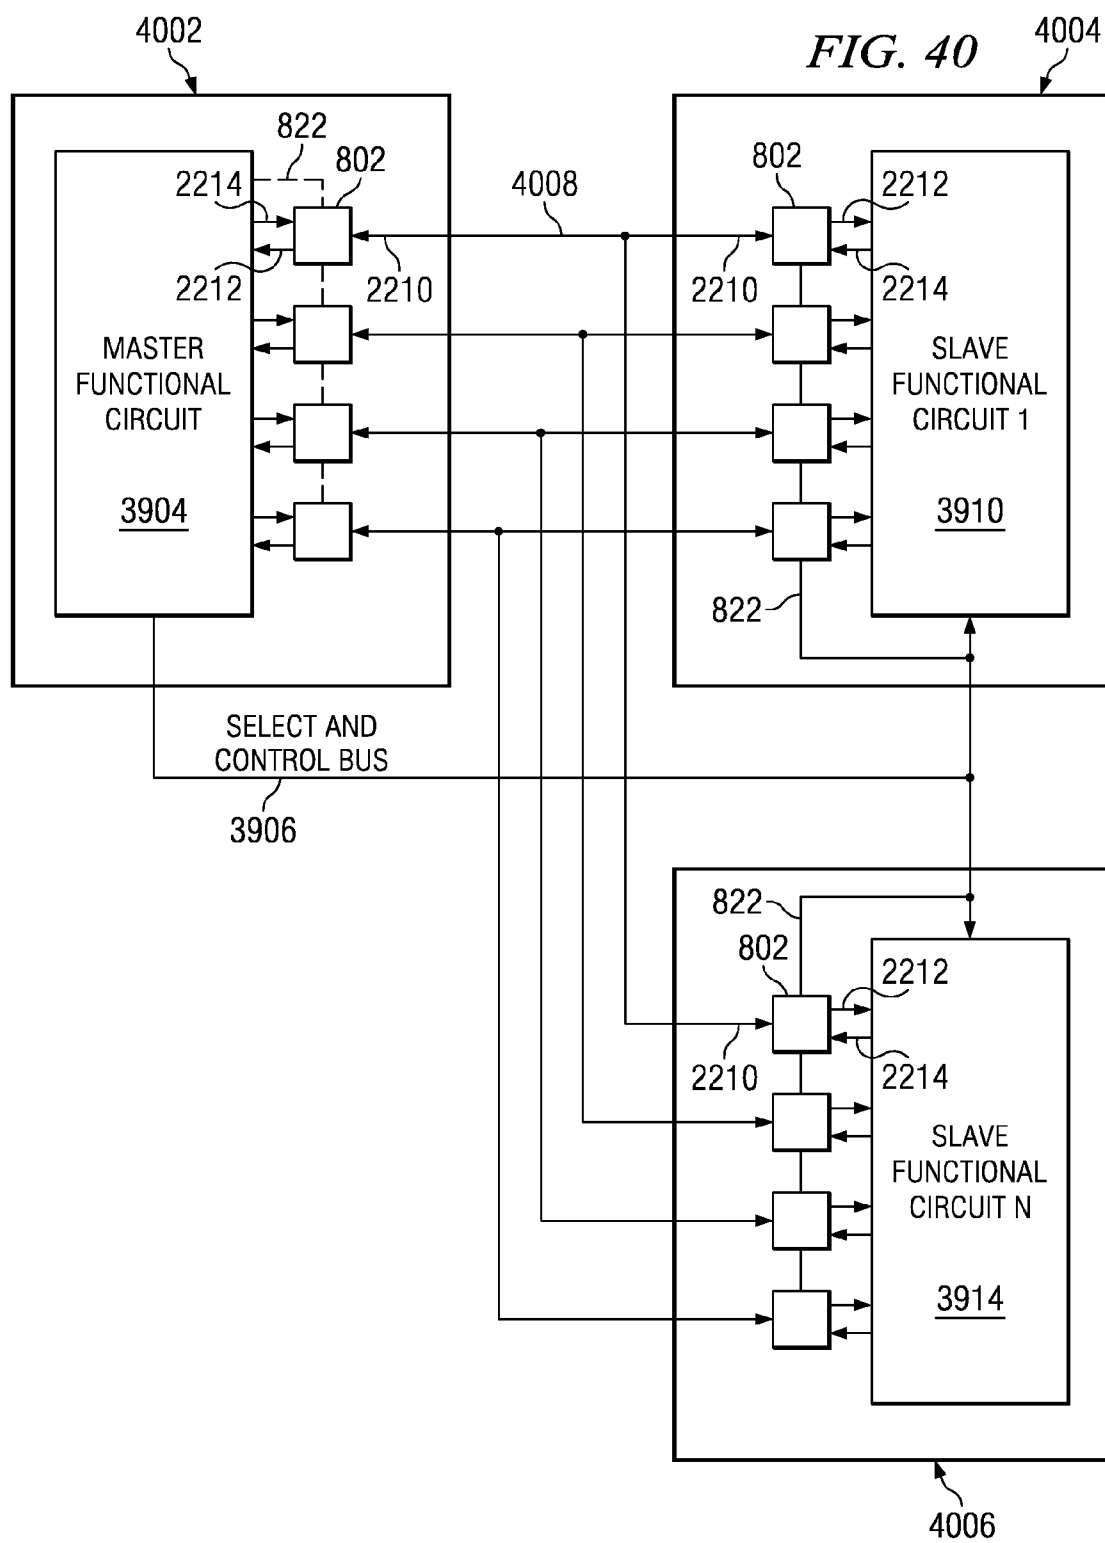 4002
FIG. 40
4004
822
802
2214
2212
2210
4008
802
2212
2210
2214
MASTER
FUNCTIONAL
CIRCUIT
3904
SLAVE
FUNCTIONAL
CIRCUIT 1
3910
822
SELECT AND
CONTROL BUS
3906
822
802
2212
2210
2214
SLAVE
FUNCTIONAL
CIRCUIT N
3914
4006